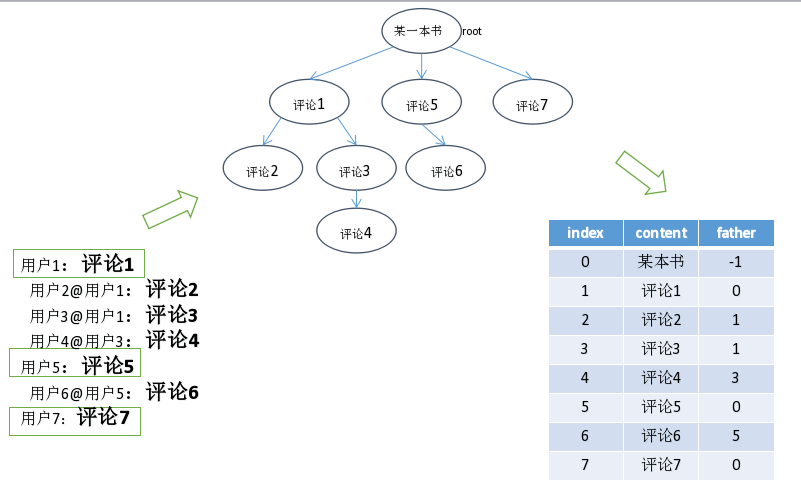 某一本书 root
评论1 评论5 评论7
评论2 评论3 评论6
评论4
用户1： 评论1
用户2@用户1： 评论2
用户3@用户1： 评论3
用户4@用户3： 评论4
用户5： 评论5
用户6@用户5： 评论6
用户7： 评论7
index content father
0 某本书 -1
1 评论1 0
2 评论2 1
3 评论3 1
4 评论4 3
5 评论5 0
6 评论6 5
7 评论7 0